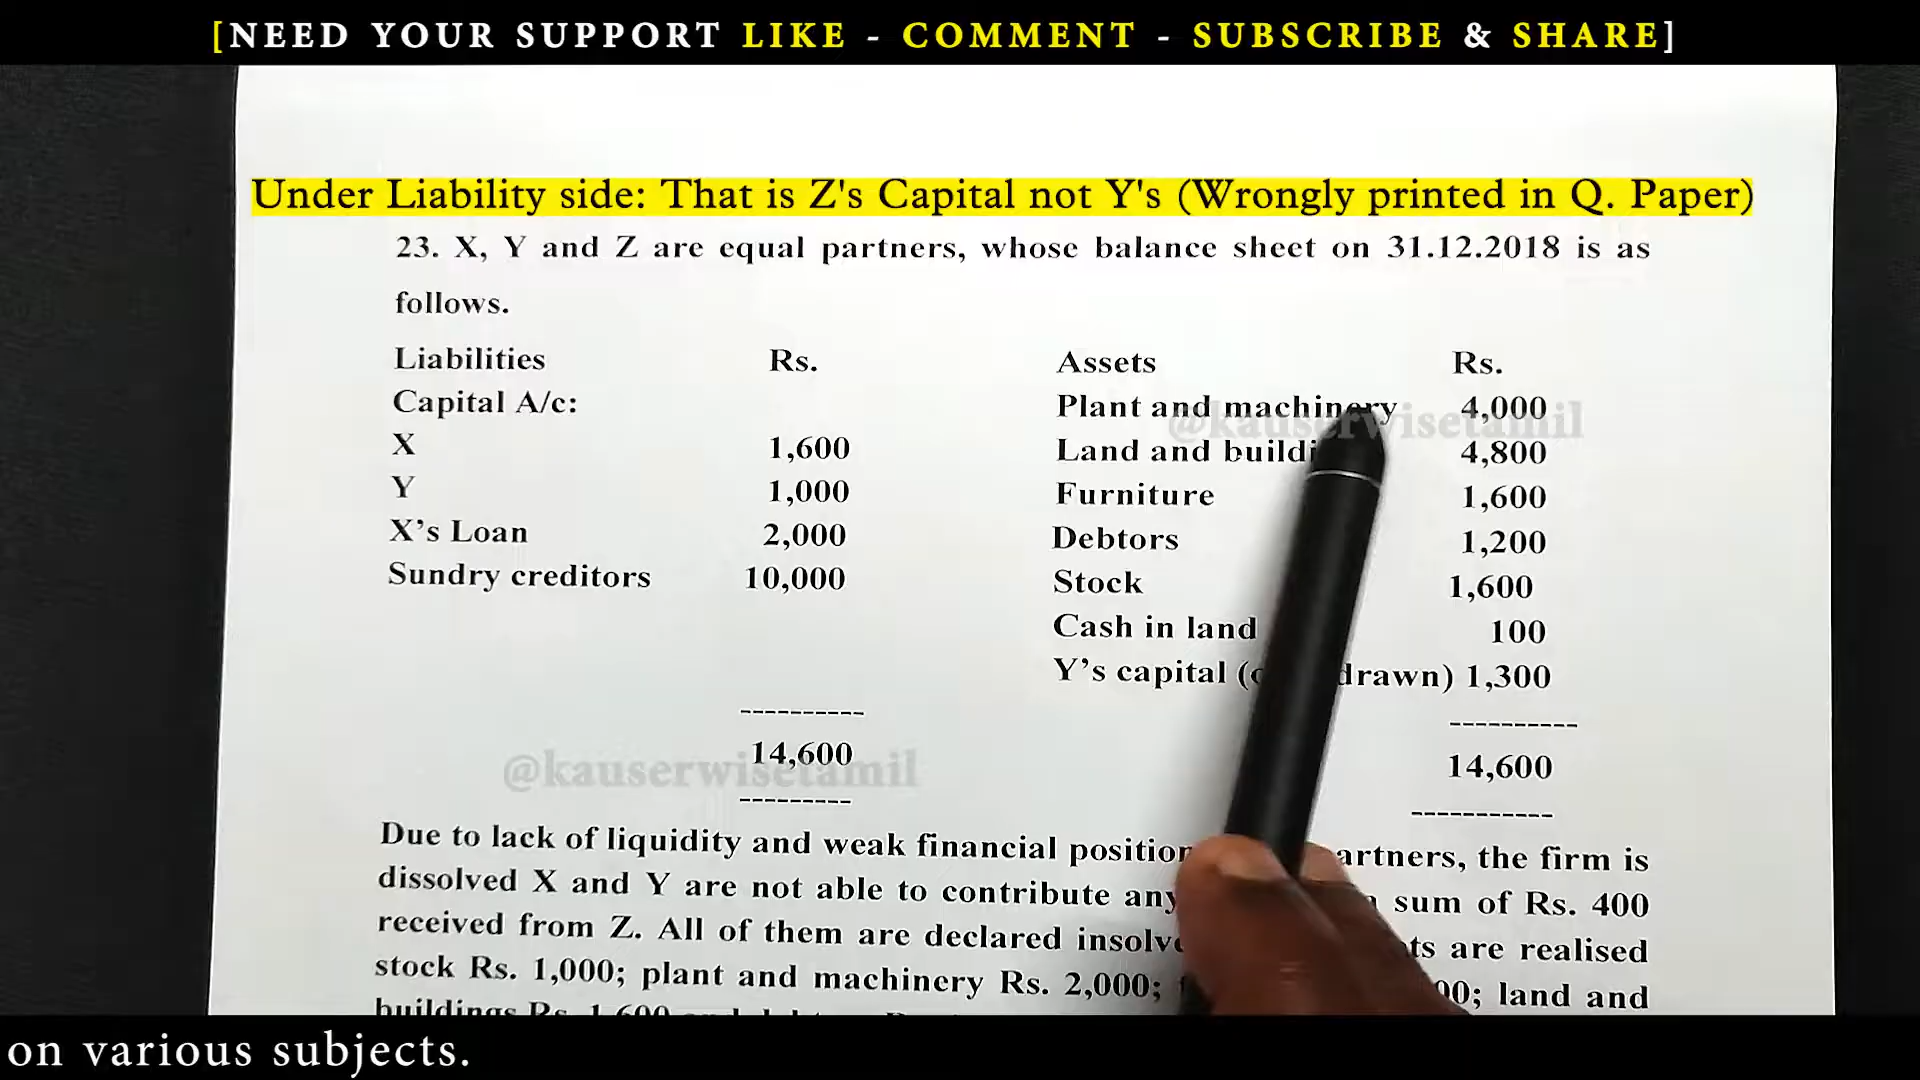 [NEED YOUR SUPPORT LIKE - COMMENT - SUBSCRIBE & SHARE]
Under Liability side: That is Z's Capital not Y's (Wrongly printed in Q. Paper)
23. X, Y and Z are equal partners, whose balance sheet on 31.12.2018 is as
follows.
Liabilities Rs. Assets Rs.
Capital A/c: Plant and machinery 4,000
@kauserwisetamil
X 1,600 Land and 4,800
Y 1,000 Furniture 1,600
X's Loan 2,000 Debtors 1,200
Sundry creditors 10,000 Stock 1,600
Cash in land 100
Y's capital ( drawn) 1,300
---------- ----------
14,600 14,600
@kauserwisetamil
--------- -----------
Due to lack of liquidity and weak financial position artners, the firm is
dissolved X and Y are not able to contribute any sum of Rs. 400
received from Z. All of them are declared ts are realised
stock Rs. 1,000; plant and machinery Rs. 2,000; land and
buildings Rs. 1,600 and
on various subjects.